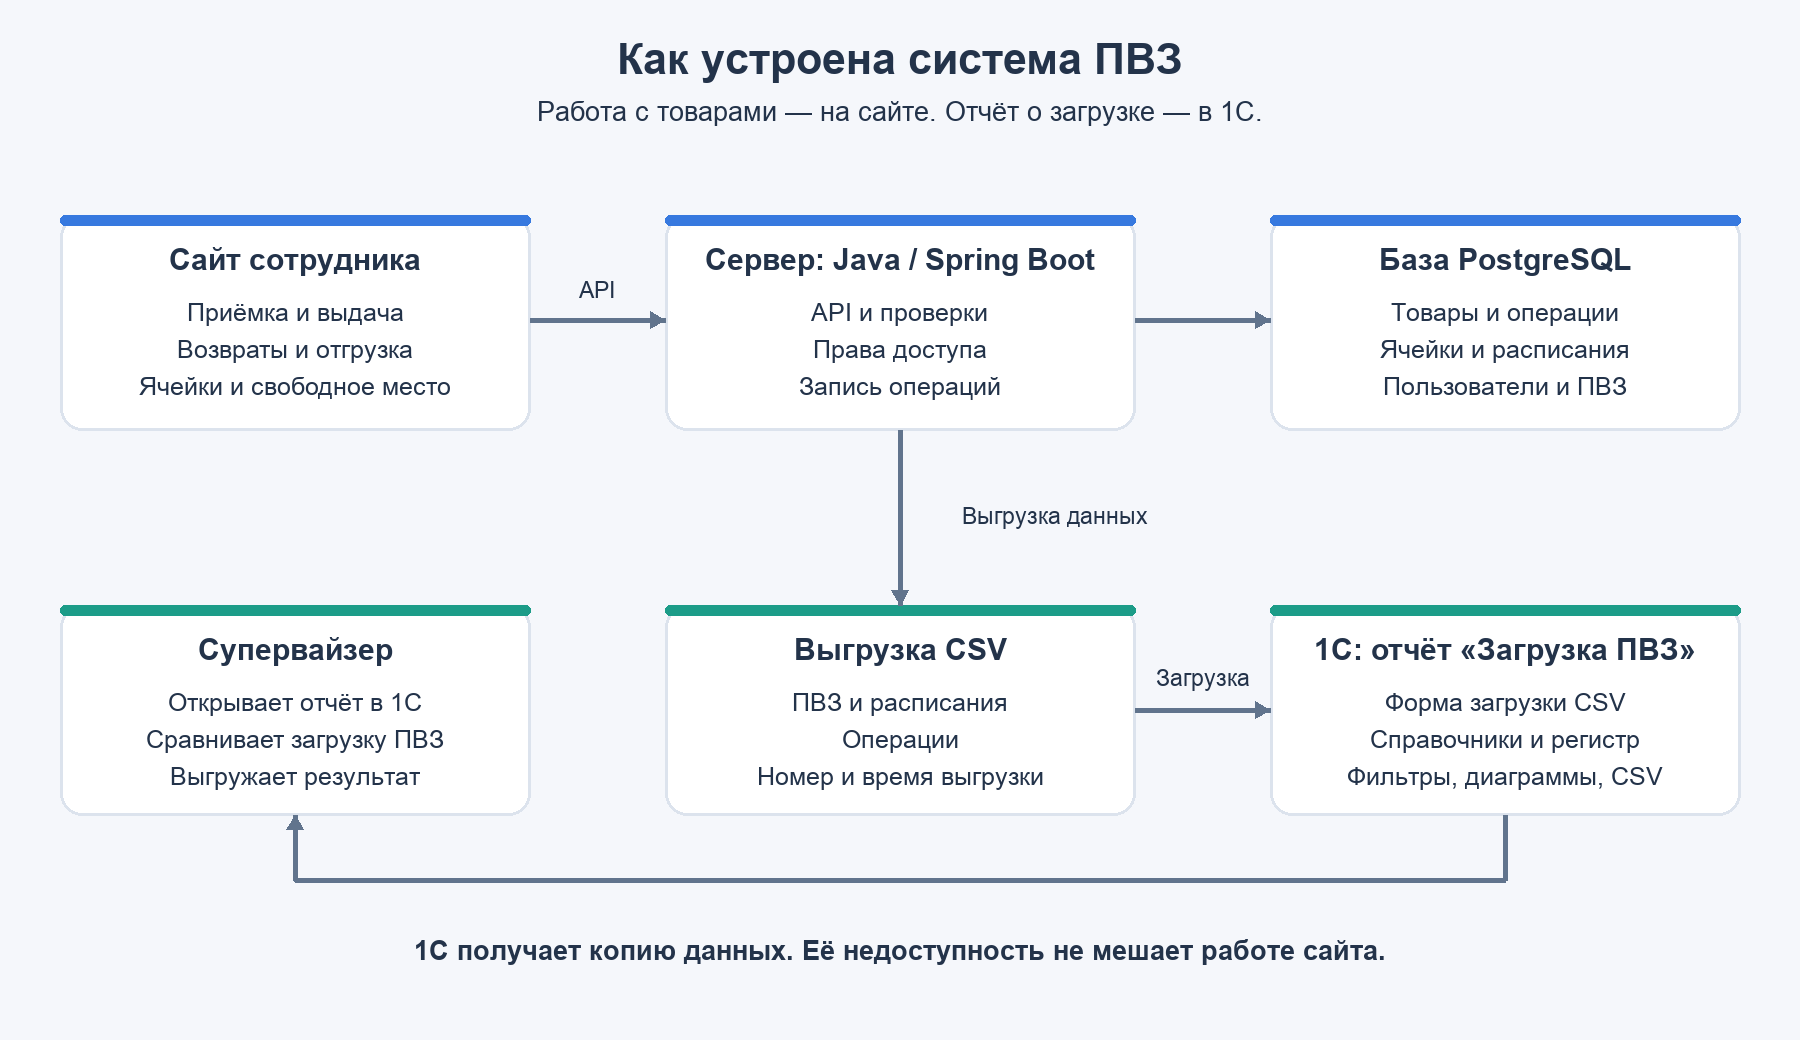 Как устроена система ПВЗ
Работа с товарами — на сайте. Отчёт о загрузке — в 1С.
Сайт сотрудника
Приёмка и выдача
Возвраты и отгрузка
Ячейки и свободное место
API
Сервер: Java / Spring Boot
API и проверки
Права доступа
Запись операций
База PostgreSQL
Товары и операции
Ячейки и расписания
Пользователи и ПВЗ
Выгрузка данных
Супервайзер
Открывает отчёт в 1С
Сравнивает загрузку ПВЗ
Выгружает результат
Выгрузка CSV
ПВЗ и расписания
Операции
Номер и время выгрузки
Загрузка
1С: отчёт «Загрузка ПВЗ»
Форма загрузки CSV
Справочники и регистр
Фильтры, диаграммы, CSV
1С получает копию данных. Её недоступность не мешает работе сайта.